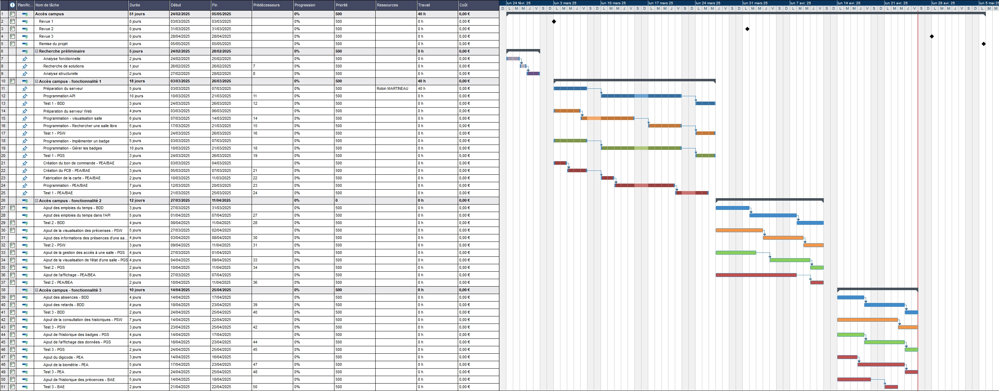 Planific... Nom de tâche Durée Début Fin Prédécesseurs Progression Priorité Ressources Travail Coût
lun 24 févr. 25 lun 3 mars 25 lun 10 mars 25 lun 17 mars 25 lun 24 mars 25 lun 31 mars 25 lun 7 avr. 25 lun 14 avr. 25 lun 21 avr. 25 lun 28 avr. 25 lun 5 mai 25
D L M M J V S D L M M J V S D L M M J V S D L M M J V S D L M M J V S D L M M J V S D L M M J V S D L M M J V S D L M M J V S D L M M J V S D L M
1 Accès campus 51 jours 24/02/2025 05/05/2025 0% 500 40 h 0,00 €
2 Revue 1 0 jours 03/03/2025 03/03/2025 0% 500 0 h 0,00 €
3 Revue 2 0 jours 31/03/2025 31/03/2025 0% 500 0 h 0,00 €
4 Revue 3 0 jours 28/04/2025 28/04/2025 0% 500 0 h 0,00 €
5 Remise du projet 0 jours 05/05/2025 05/05/2025 0% 500 0 h 0,00 €
6 Recherche préliminaire 5 jours 24/02/2025 28/02/2025 0% 500 0 h 0,00 €
7 Analyse fonctionnelle 2 jours 24/02/2025 25/02/2025 0% 500 0 h 0,00 €
8 Recherche de solutions 1 jour 26/02/2025 26/02/2025 7 0% 500 0 h 0,00 €
9 Analyse structurelle 2 jours 27/02/2025 28/02/2025 8 0% 500 0 h 0,00 €
10 Accès campus - fonctionnalité 1 18 jours 03/03/2025 26/03/2025 0% 500 40 h 0,00 €
11 Préparation du serveur 5 jours 03/03/2025 07/03/2025 0% 500 Robin MARTINEAU 40 h 0,00 €
12 Programmation API 10 jours 10/03/2025 21/03/2025 11 0% 500 0 h 0,00 €
13 Test 1 - BDD 3 jours 24/03/2025 26/03/2025 12 0% 500 0 h 0,00 €
14 Préparation du serveur Web 4 jours 03/03/2025 06/03/2025 0% 500 0 h 0,00 €
15 Programmation - visualisation salle 6 jours 07/03/2025 14/03/2025 14 0% 500 0 h 0,00 €
16 Programmation - Rechercher une salle libre 5 jours 17/03/2025 21/03/2025 15 0% 500 0 h 0,00 €
17 Test 1 - PSW 3 jours 24/03/2025 26/03/2025 16 0% 500 0 h 0,00 €
18 Programmation - Implémenter un badge 5 jours 03/03/2025 07/03/2025 0% 500 0 h 0,00 €
19 Programmation - Gérer les badges 10 jours 10/03/2025 21/03/2025 18 0% 500 0 h 0,00 €
20 Test 1 - PGS 3 jours 24/03/2025 26/03/2025 19 0% 500 0 h 0,00 €
21 Création du bon de commande - PEA/BAE 2 jours 03/03/2025 04/03/2025 0% 500 0 h 0,00 €
22 Création du PCB - PEA/BAE 3 jours 05/03/2025 07/03/2025 21 0% 500 0 h 0,00 €
23 Fabrication de la carte - PEA/BAE 2 jours 10/03/2025 11/03/2025 22 0% 500 0 h 0,00 €
24 Programmation - PEA/BAE 7 jours 12/03/2025 20/03/2025 23 0% 500 0 h 0,00 €
25 Test 1 - PEA/BAE 3 jours 21/03/2025 25/03/2025 24 0% 500 0 h 0,00 €
26 Accès campus - fonctionnalité 2 12 jours 27/03/2025 11/04/2025 0% 0 0 h 0,00 €
27 Ajout des emploies du temps - BDD 3 jours 27/03/2025 31/03/2025 0% 500 0 h 0,00 €
28 Ajout des emploies du temps dans l'API 5 jours 01/04/2025 07/04/2025 27 0% 500 0 h 0,00 €
29 Test 2 - BDD 4 jours 08/04/2025 11/04/2025 28 0% 500 0 h 0,00 €
30 Ajout de la visualisation des précenses - PSW 5 jours 27/03/2025 02/04/2025 0% 500 0 h 0,00 €
31 Ajout des informations des présences d'une sa... 4 jours 03/04/2025 08/04/2025 30 0% 500 0 h 0,00 €
32 Test 2 - PSW 3 jours 09/04/2025 11/04/2025 31 0% 500 0 h 0,00 €
33 Ajout de la gestion des accès à une salle - PGS 4 jours 27/03/2025 01/04/2025 0% 500 0 h 0,00 €
34 Ajout de la visualisation de l'état d'une salle - PGS 4 jours 04/04/2025 09/04/2025 33 0% 500 0 h 0,00 €
35 Test 2 - PGS 2 jours 10/04/2025 11/04/2025 34 0% 500 0 h 0,00 €
36 Ajout de l'affichage - PEA/BEA 8 jours 27/03/2025 07/04/2025 0% 500 0 h 0,00 €
37 Test 2 - PEA/BEA 2 jours 10/04/2025 11/04/2025 36 0% 500 0 h 0,00 €
38 Accès campus - fonctionnalité 3 10 jours 14/04/2025 25/04/2025 0% 500 0 h 0,00 €
39 Ajout des absences - BDD 4 jours 14/04/2025 17/04/2025 0% 500 0 h 0,00 €
40 Ajout des retards - BDD 4 jours 18/04/2025 23/04/2025 39 0% 500 0 h 0,00 €
41 Test 3 - BDD 2 jours 24/04/2025 25/04/2025 40 0% 500 0 h 0,00 €
42 Ajout de la consultation des historiques - PSW 7 jours 14/04/2025 22/04/2025 0% 500 0 h 0,00 €
43 Test 3 - PSW 3 jours 23/04/2025 25/04/2025 42 0% 500 0 h 0,00 €
44 Ajout de l'historique des badges - PGS 4 jours 14/04/2025 17/04/2025 0% 500 0 h 0,00 €
45 Ajout de l'affichage des données - PGS 4 jours 18/04/2025 23/04/2025 44 0% 500 0 h 0,00 €
46 Test 3 - PGS 2 jours 24/04/2025 25/04/2025 45 0% 500 0 h 0,00 €
47 Ajout du digicode - PEA 3 jours 14/04/2025 16/04/2025 0% 500 0 h 0,00 €
48 Ajout de la biométrie - PEA 5 jours 17/04/2025 23/04/2025 47 0% 500 0 h 0,00 €
49 Test 3 - PEA 2 jours 24/04/2025 25/04/2025 48 0% 500 0 h 0,00 €
50 Ajout de l'historique des précences - BAE 5 jours 14/04/2025 18/04/2025 0% 500 0 h 0,00 €
51 Test 3 - BAE 2 jours 21/04/2025 22/04/2025 50 0% 500 0 h 0,00 €